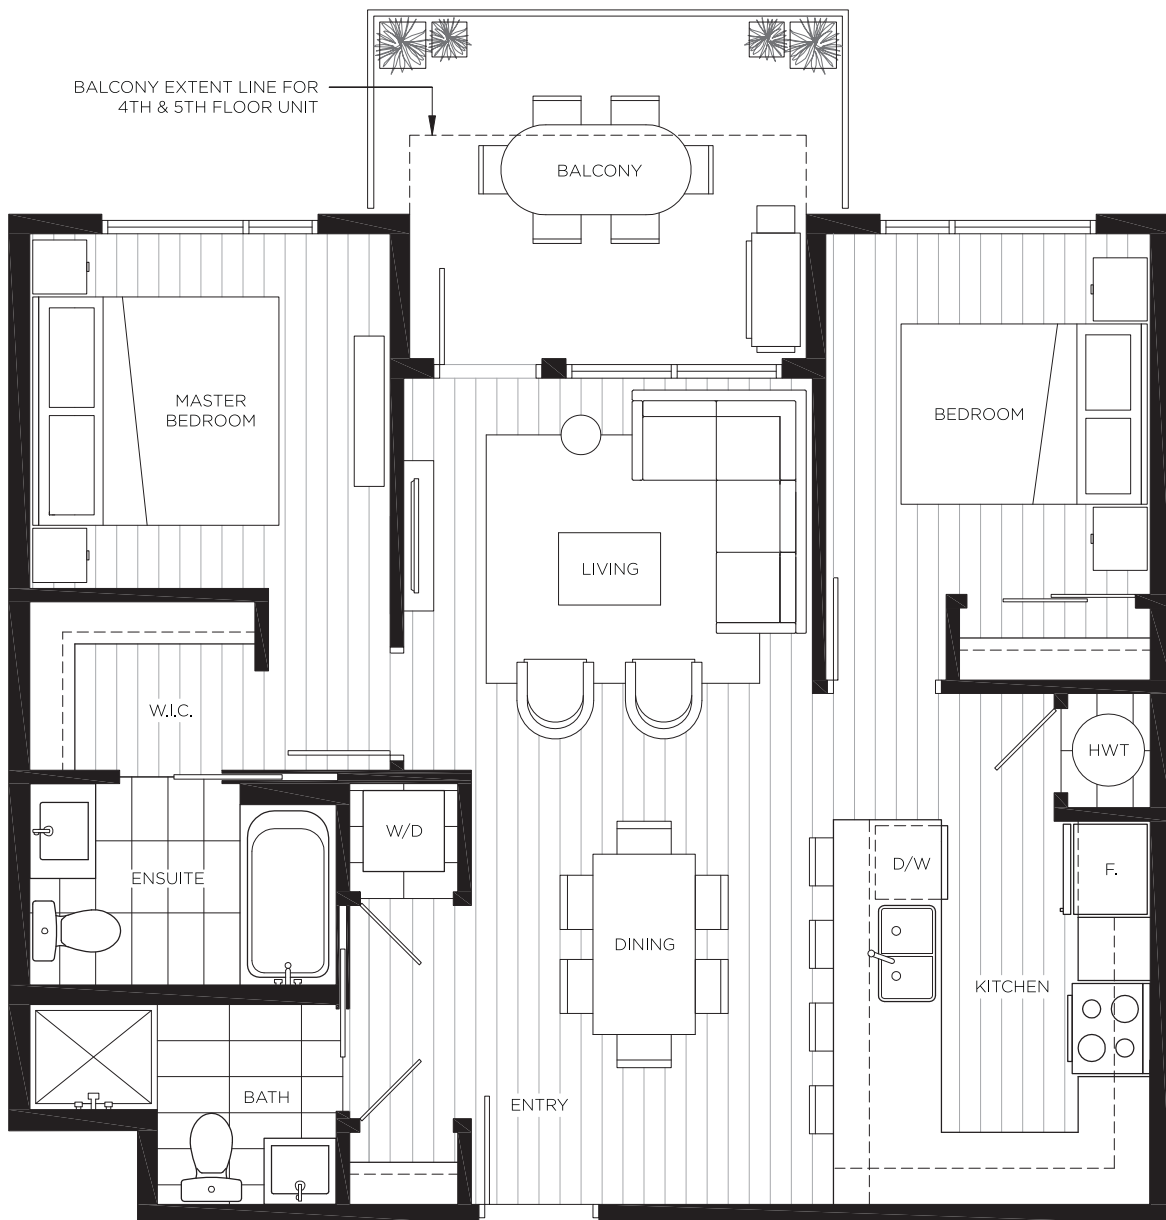 BALCONY EXTENT LINE FOR
4TH & 5TH FLOOR UNIT
BALCONY
MASTER
BEDROOM
BEDROOM
LIVING
W.I.C.
HWT
W/D
D/W
F.
ENSUITE
DINING
KITCHEN
BATH
ENTRY